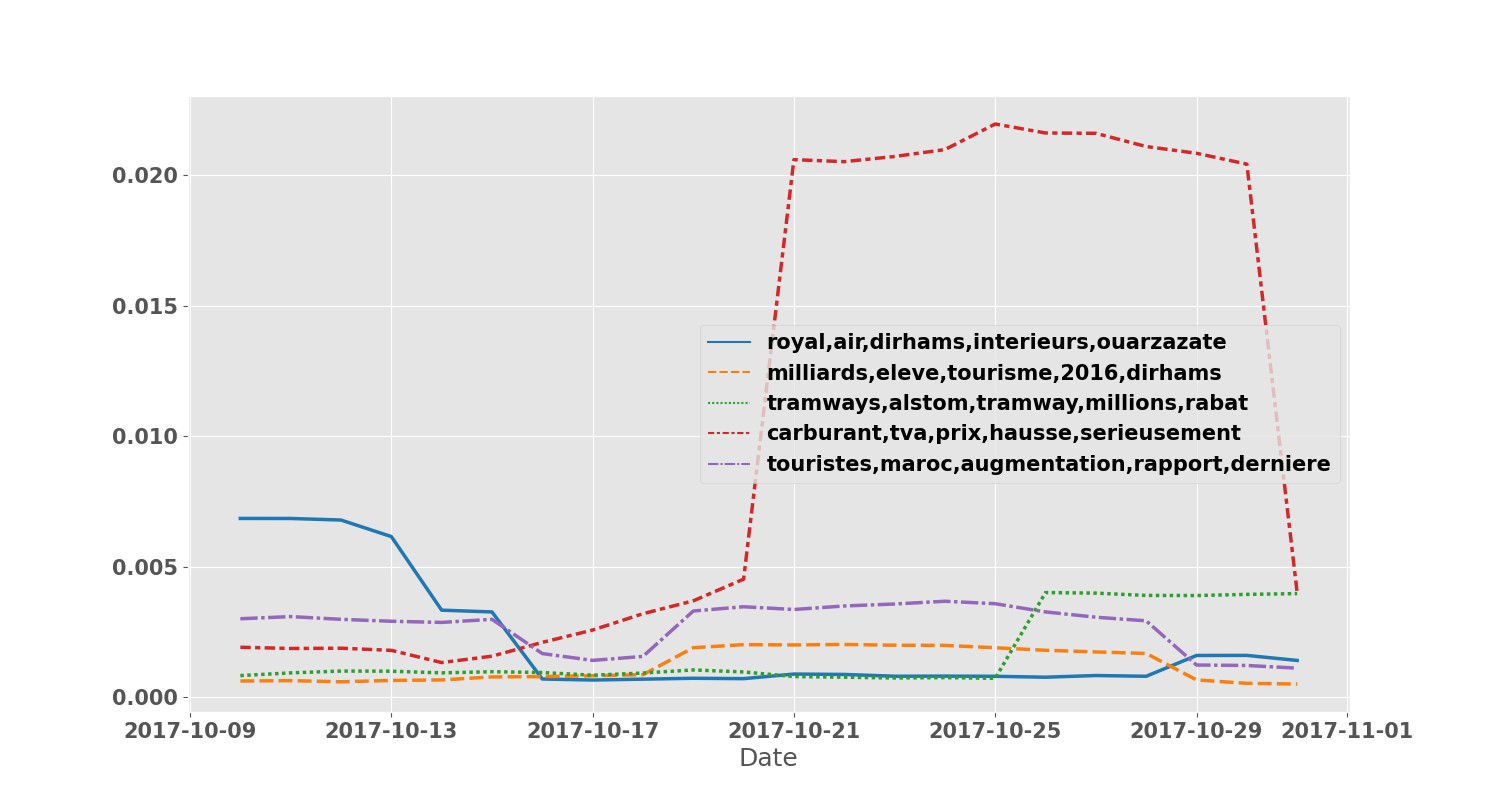 0.020
0.015
0.010
0.005
0.000
royal,air,dirhams,interieurs,ouarzazate
milliards,eleve,tourisme,2016,dirhams
tramways,alstom,tramway,millions,rabat
carburant,tva,prix,hausse,serieusement
touristes,maroc,augmentation,rapport,derniere
2017-10-09 2017-10-13 2017-10-17 2017-10-21 2017-10-25 2017-10-29 2017-11-01
Date